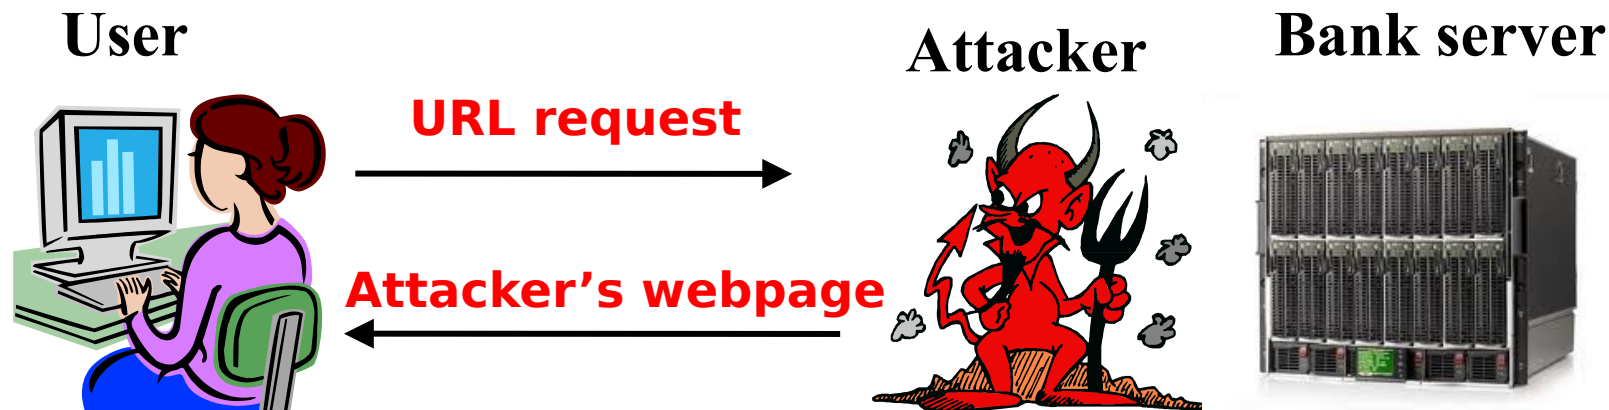 User
Attacker
Bank server
URL request
Attacker’s webpage